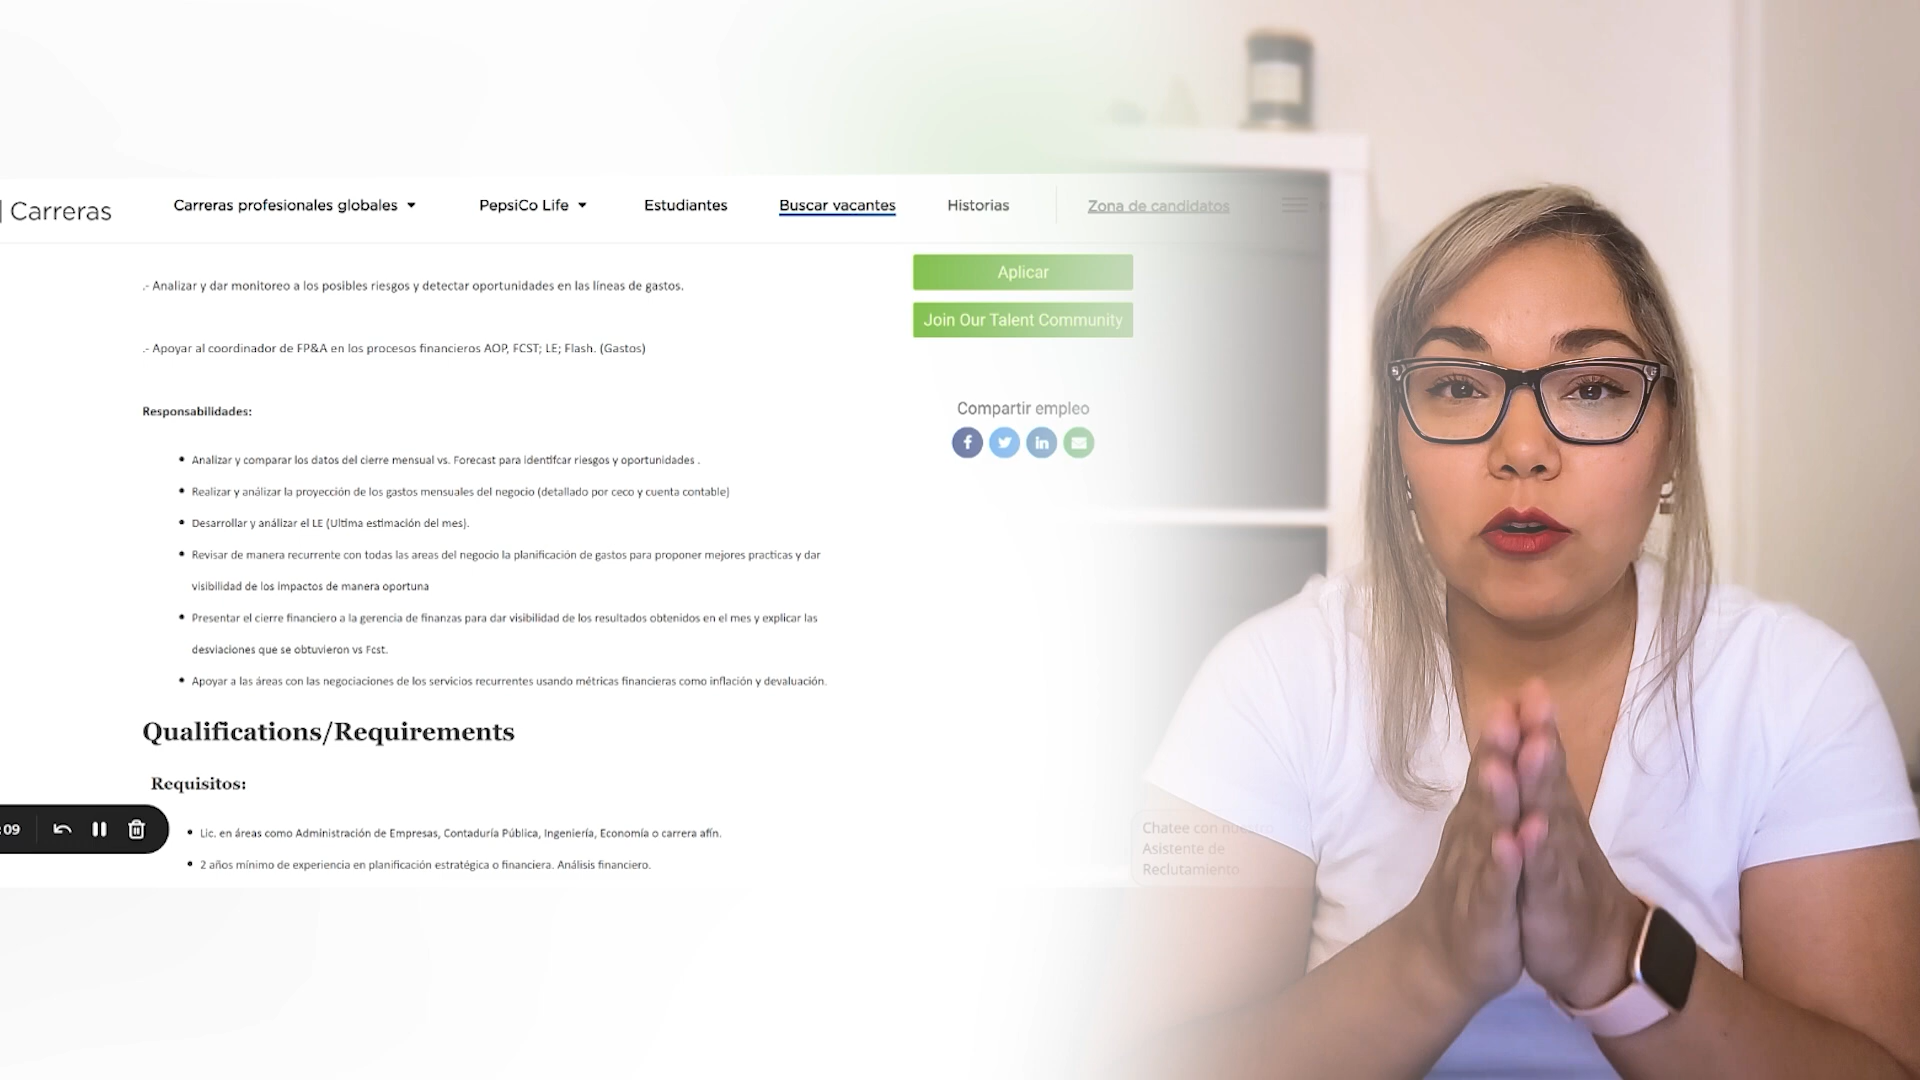 | Carreras
Carreras profesionales globales
PepsiCo Life
Estudiantes
Buscar vacantes
Historias
Zona de candidatos
.- Analizar y dar monitoreo a los posibles riesgos y detectar oportunidades en las líneas de gastos.
Aplicar
Join Our Talent Community
.- Apoyar al coordinador de FP&A en los procesos financieros AOP, FCST; LE; Flash. (Gastos)
Responsabilidades:
Compartir empleo
• Analizar y comparar los datos del cierre mensual vs. Forecast para identifcar riesgos y oportunidades .
• Realizar y análizar la proyección de los gastos mensuales del negocio (detallado por ceco y cuenta contable)
• Desarrollar y análizar el LE (Ultima estimación del mes).
• Revisar de manera recurrente con todas las areas del negocio la planificación de gastos para proponer mejores practicas y dar
visibilidad de los impactos de manera oportuna
• Presentar el cierre financiero a la gerencia de finanzas para dar visibilidad de los resultados obtenidos en el mes y explicar las
desviaciones que se obtuvieron vs Fcst.
• Apoyar a las áreas con las negociaciones de los servicios recurrentes usando métricas financieras como inflación y devaluación.
Qualifications/Requirements
Requisitos:
:09
• Lic. en áreas como Administración de Empresas, Contaduría Pública, Ingeniería, Economía o carrera afín.
• 2 años mínimo de experiencia en planificación estratégica o financiera. Análisis financiero.
Chatee con nuestro
Asistente de
Reclutamiento